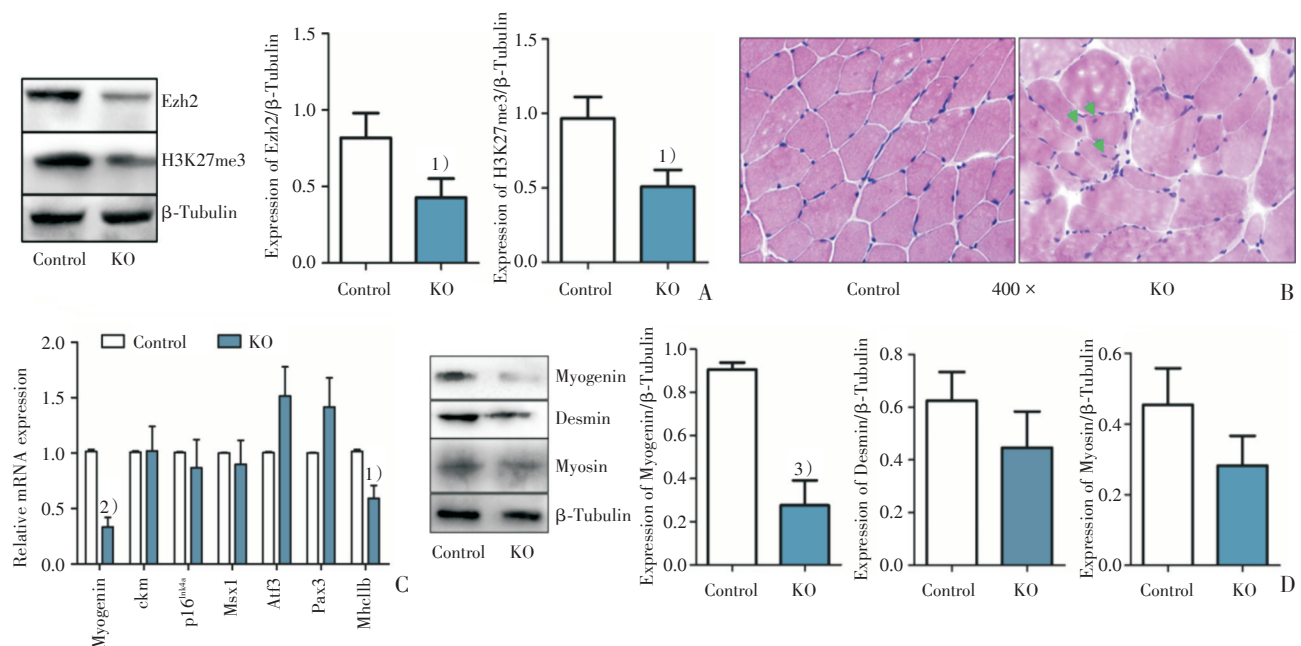 Ezh2
H3K27me3
β-Tubulin
Control KO
Expression of Ezh2/β-Tubulin
1.5
1.0
0.5
0.0
1)
Control KO
Expression of H3K27me3/β-Tubulin
1.5
1.0
0.5
0.0
1)
Control KO
A
Control 400 × KO
B
Relative mRNA expression
2.0
1.5
1.0
0.5
0.0
Control KO
2)
1)
Myogenin
ckm
p16Ink4a
Msx1
Atf3
Pax3
MhcIIb
C
Myogenin
Desmin
Myosin
β-Tubulin
Control KO
Expression of Myogenin/β-Tubulin
1.0
0.8
0.6
0.4
0.2
0.0
3)
Control KO
Expression of Desmin/β-Tubulin
0.8
0.6
0.4
0.2
0.0
Control KO
Expression of Myosin/β-Tubulin
0.6
0.4
0.2
0.0
Control KO
D